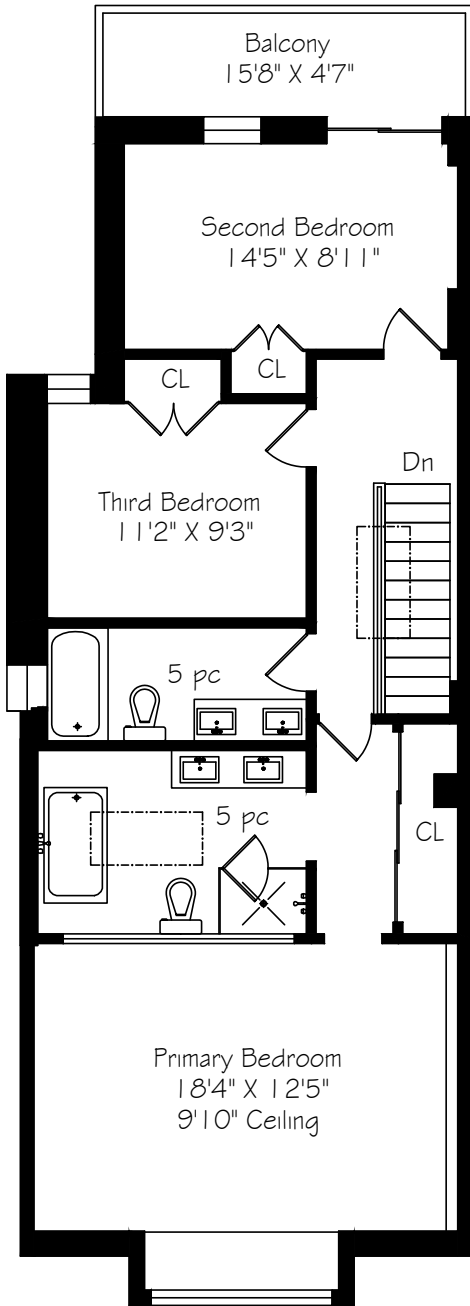 Balcony
15'8" X 4'7"
Second Bedroom
14'5" X 8'11"
CL
CL
Dn
Third Bedroom
11'2" X 9'3"
5 pc
5 pc
CL
Primary Bedroom
18'4" X 12'5"
9'10" Ceiling